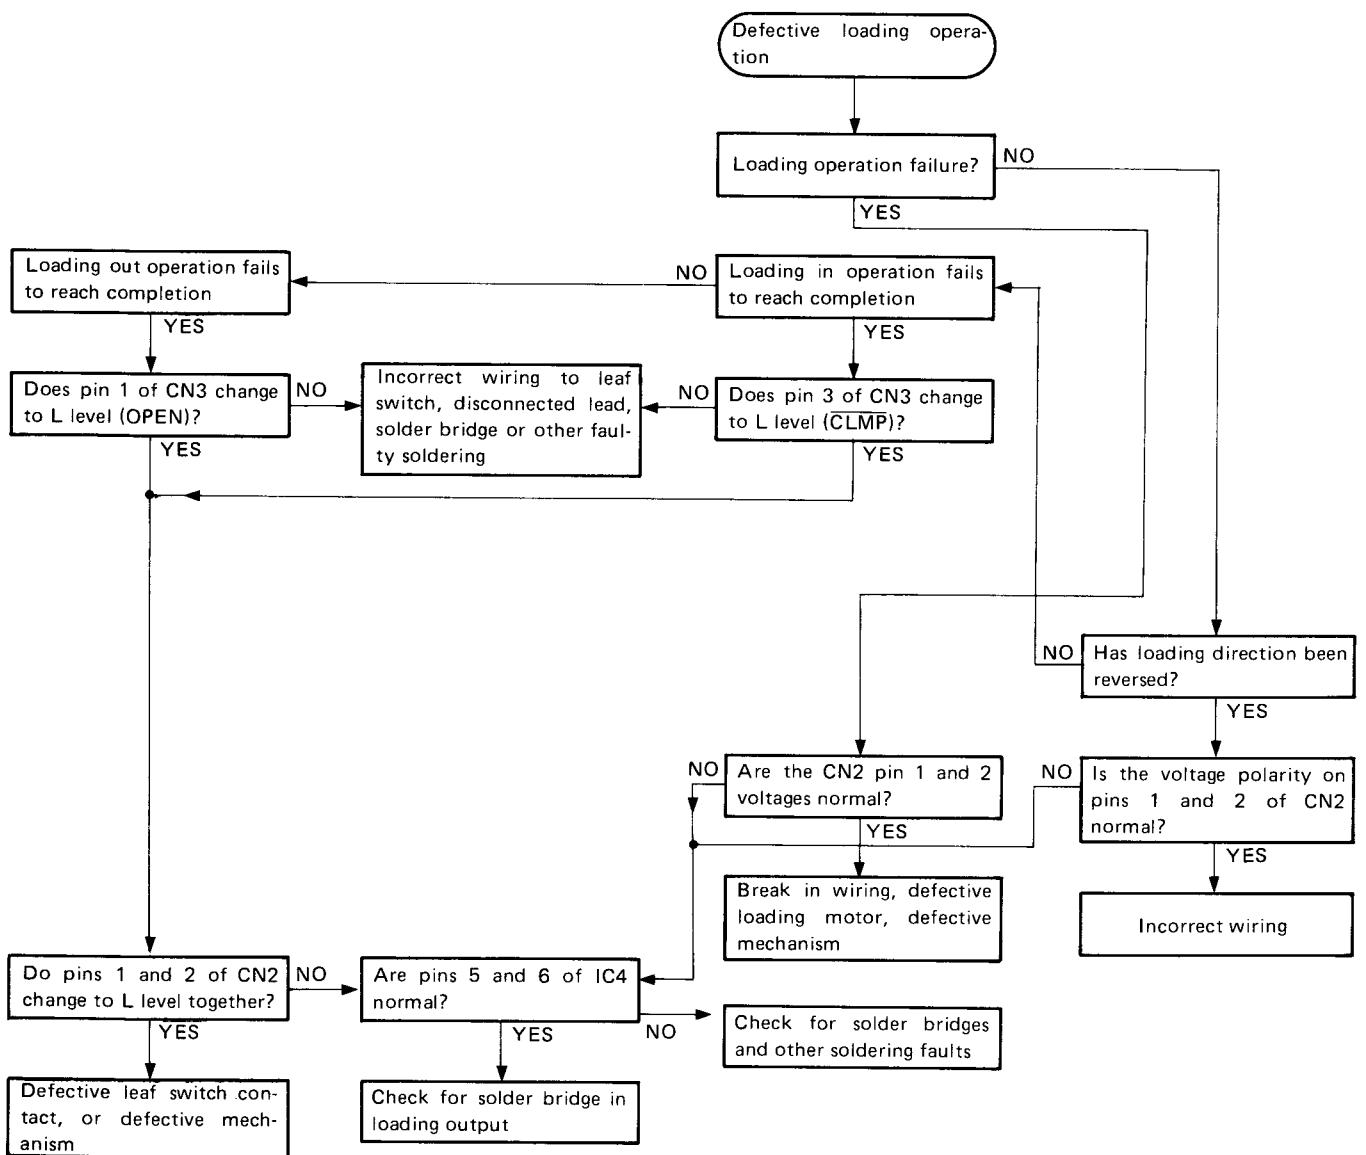 Defective loading opera-
tion
Loading operation failure?
NO
YES
Loading out operation fails
to reach completion
YES
NO
Loading in operation fails
to reach completion
YES
Does pin 1 of CN3 change
to L level (OPEN)?
NO
YES
Incorrect wiring to leaf
switch, disconnected lead,
solder bridge or other faul-
ty soldering
NO
Does pin 3 of CN3 change
to L level (CLMP)?
YES
NO
Has loading direction been
reversed?
YES
NO
Are the CN2 pin 1 and 2
voltages normal?
YES
NO
Is the voltage polarity on
pins 1 and 2 of CN2
normal?
YES
Break in wiring, defective
loading motor, defective
mechanism
Incorrect wiring
Do pins 1 and 2 of CN2
change to L level together?
NO
YES
Are pins 5 and 6 of IC4
normal?
YES
NO
Check for solder bridges
and other soldering faults
Defective leaf switch con-
tact, or defective mech-
anism
Check for solder bridge in
loading output